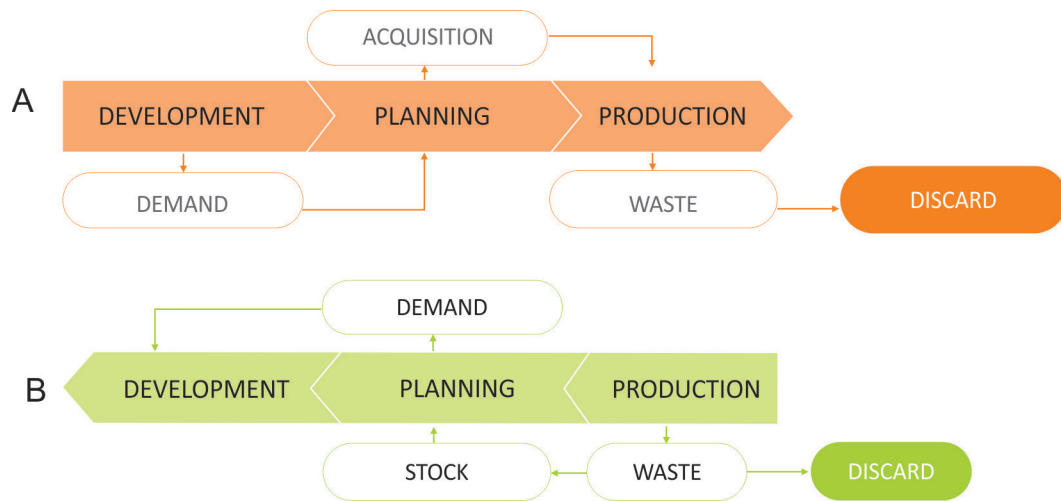 ACQUISITION
A
DEVELOPMENT
PLANNING
PRODUCTION
DEMAND
WASTE
DISCARD
DEMAND
B
DEVELOPMENT
PLANNING
PRODUCTION
STOCK
WASTE
DISCARD